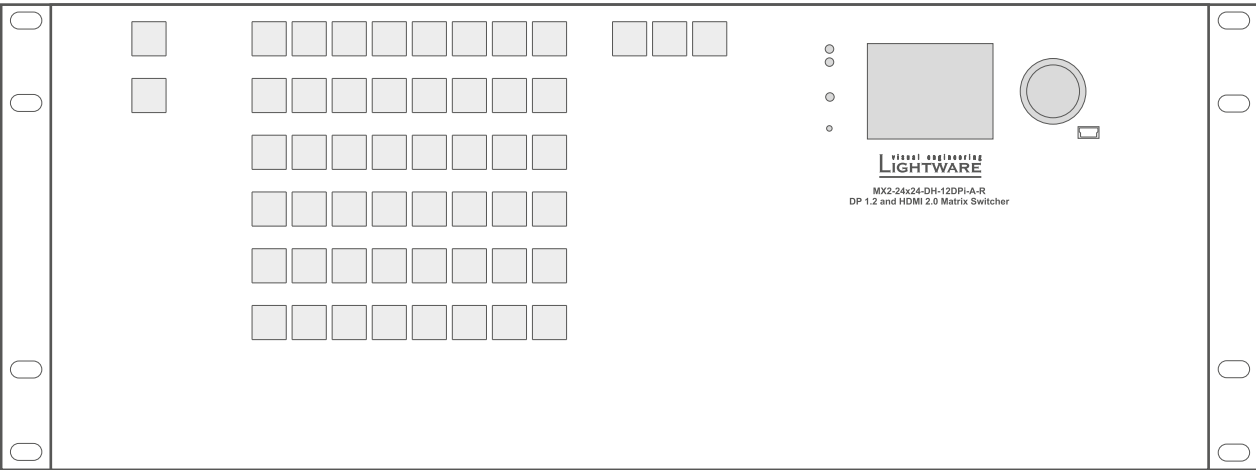 visual engineering
LIGHTWARE
MX2-24x24-DH-12DPi-A-R
DP 1.2 and HDMI 2.0 Matrix Switcher